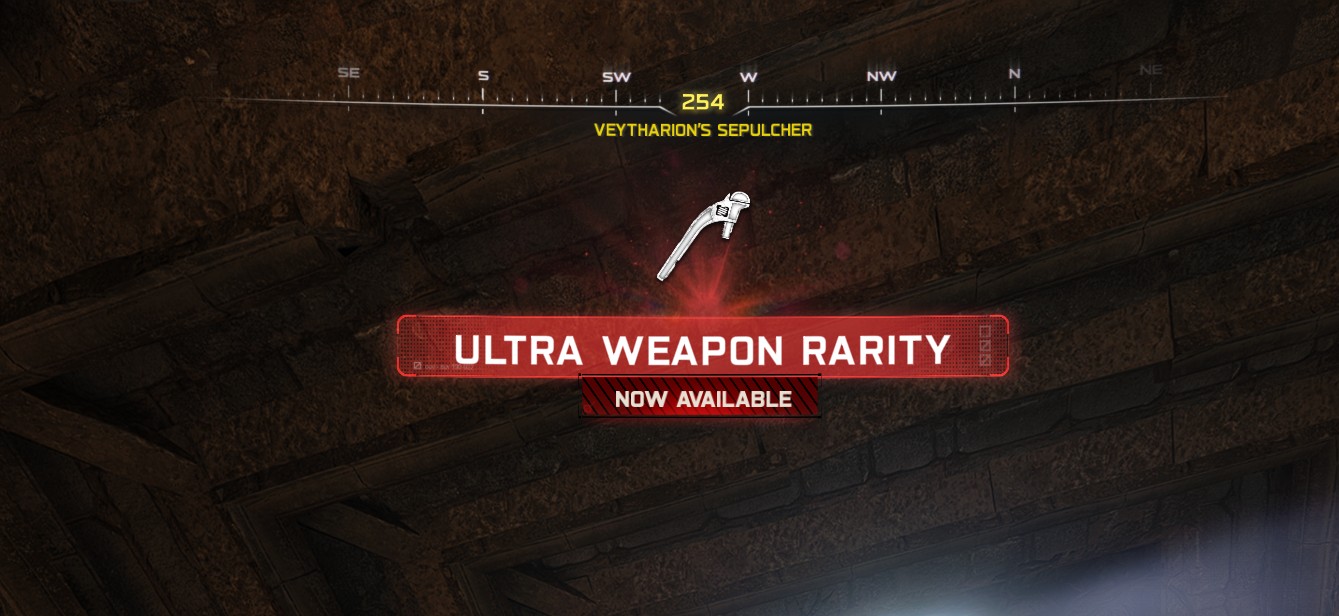 SE S SW W NW N NE
254
VEYTHARION'S SEPULCHER
ULTRA WEAPON RARITY
NOW AVAILABLE